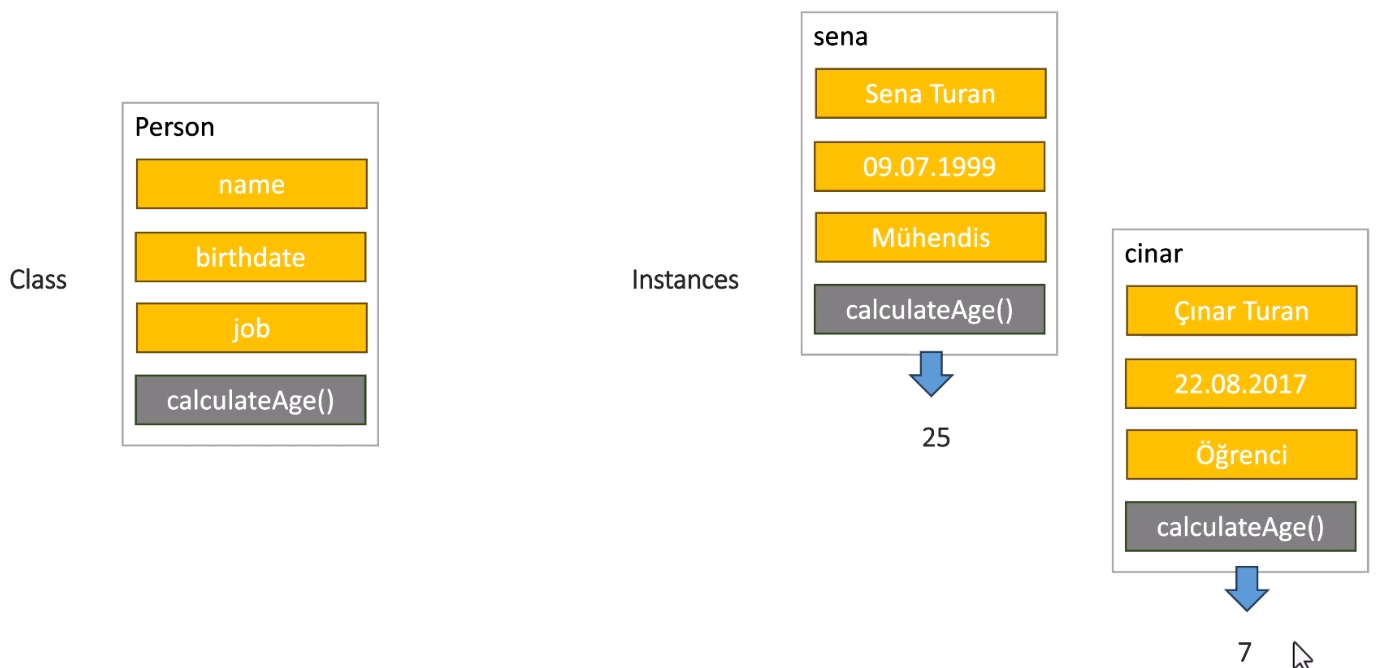 Class
Person
name
birthdate
job
calculateAge()
Instances
sena
Sena Turan
09.07.1999
Mühendis
calculateAge()
25
cinar
Çınar Turan
22.08.2017
Öğrenci
calculateAge()
7